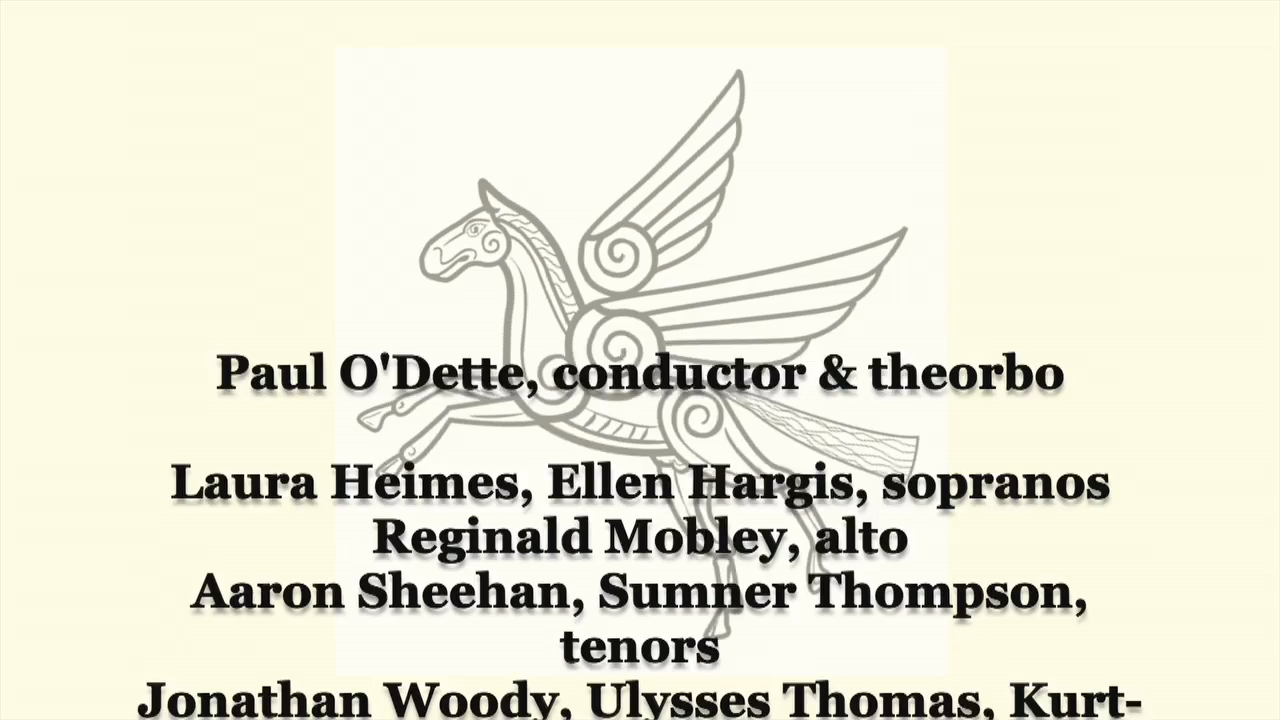 Paul O'Dette, conductor & theorbo
Laura Heimes, Ellen Hargis, sopranos
Reginald Mobley, alto
Aaron Sheehan, Sumner Thompson,
tenors
Jonathan Woody, Ulysses Thomas, Kurt-